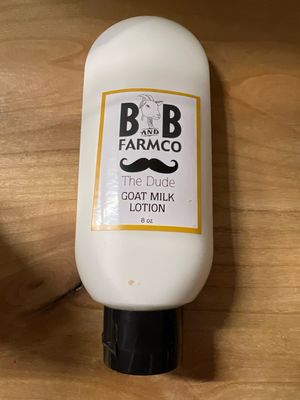 B AND B
FARMCO
The Dude
GOAT MILK
LOTION
8 oz